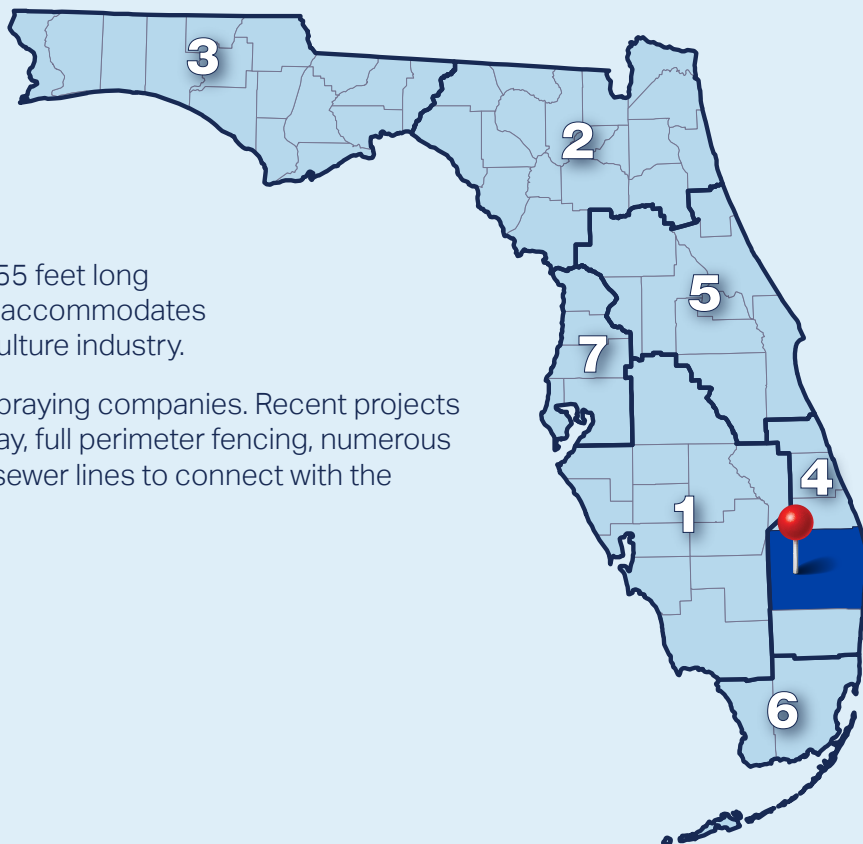 3
2
55 feet long
accommodates
ulture industry.
5
7
praying companies. Recent projects
ay, full perimeter fencing, numerous
sewer lines to connect with the
4
1
6